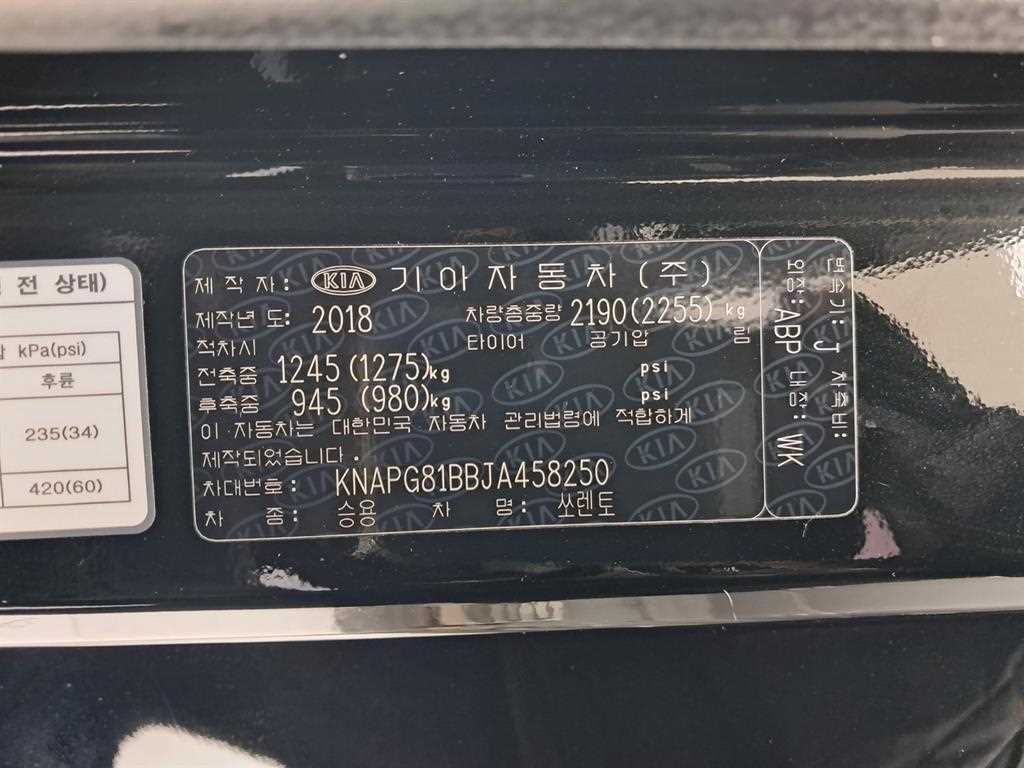 전 상태)
kPa(psi)
후륜
235(34)
420(60)
제 작 자: KIA 기 아 자 동 차 (주)
제작년 도: 2018 차량총중량 2190(2255)kg
적차시 타이어 공기압 림
전축중 1245(1275)kg psi
후축중 945 (980)kg psi
이 자동차는 대한민국 자동차 관리법령에 적합하게
제작되었습니다.
차대번호: KNAPG81BBJA458250
차 종: 승용 차 명: 쏘렌토
변속기: J 차축비:
외장: ABP 내장: WK